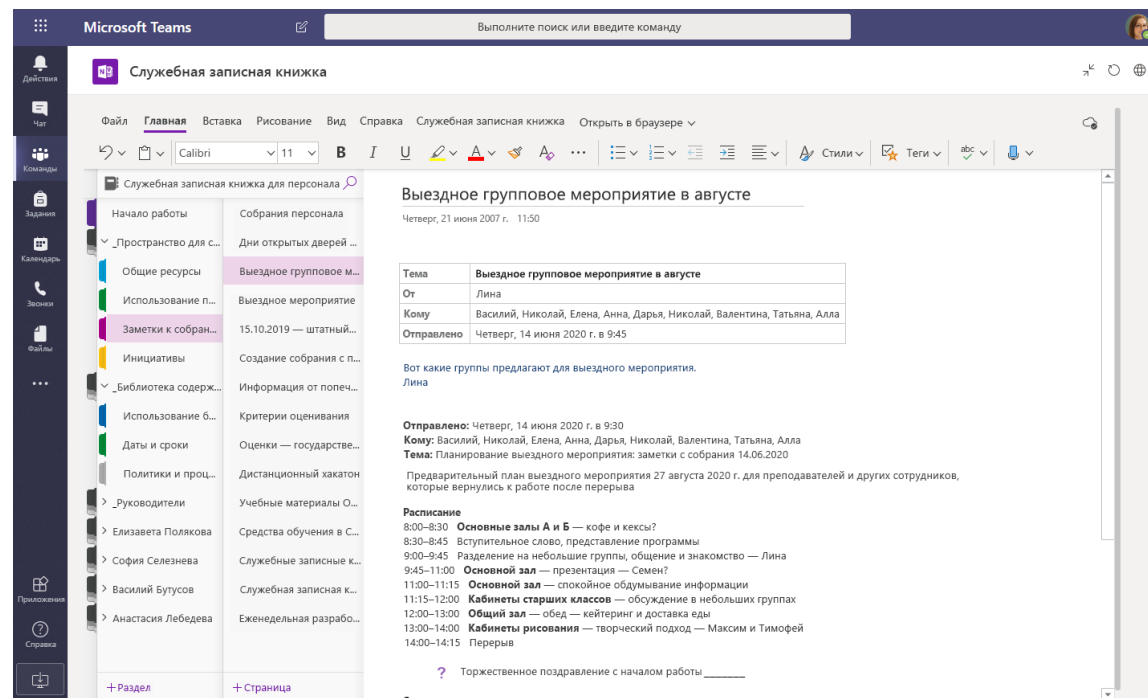 Microsoft Teams
Выполните поиск или введите команду
Действия
Чат
Команды
Задания
Календарь
Звонки
Файлы
Приложения
Справка
Служебная записная книжка
Файл Главная Вставка Рисование Вид Справка Служебная записная книжка Открыть в браузере
Calibri 11 B I U A A Стили Теги abc
Служебная записная книжка для персонала
Начало работы
_Пространство для с...
Общие ресурсы
Использование п...
Заметки к собран...
Инициативы
_Библиотека содерж...
Использование б...
Даты и сроки
Политики и проц...
_Руководители
Елизавета Полякова
София Селезнева
Василий Бутусов
Анастасия Лебедева
+Раздел
Собрания персонала
Дни открытых дверей ...
Выездное групповое м...
Выездное мероприятие
15.10.2019 — штатный...
Создание собрания с п...
Информация от попеч...
Критерии оценивания
Оценки — государстве...
Дистанционный хакатон
Учебные материалы О...
Средства обучения в С...
Служебные записные к...
Служебная записная к...
Еженедельная разрабо...
+Страница
Выездное групповое мероприятие в августе
Четверг, 21 июня 2007 г. 11:50
Тема Выездное групповое мероприятие в августе
От Лина
Кому Василий, Николай, Елена, Анна, Дарья, Николай, Валентина, Татьяна, Алла
Отправлено Четверг, 14 июня 2020 г. в 9:45
Вот какие группы предлагают для выездного мероприятия.
Лина
Отправлено: Четверг, 14 июня 2020 г. в 9:30
Кому: Василий, Николай, Елена, Анна, Дарья, Николай, Валентина, Татьяна, Алла
Тема: Планирование выездного мероприятия: заметки с собрания 14.06.2020
Предварительный план выездного мероприятия 27 августа 2020 г. для преподавателей и других сотрудников,
которые вернулись к работе после перерыва
Расписание
8:00–8:30 Основные залы А и Б — кофе и кексы?
8:30–8:45 Вступительное слово, представление программы
9:00–9:45 Разделение на небольшие группы, общение и знакомство — Лина
9:45–11:00 Основной зал — презентация — Семен?
11:00–11:15 Основной зал — спокойное обдумывание информации
11:15–12:00 Кабинеты старших классов — обсуждение в небольших группах
12:00–13:00 Общий зал — обед — кейтеринг и доставка еды
13:00–14:00 Кабинеты рисования — творческий подход — Максим и Тимофей
14:00–14:15 Перерыв
? Торжественное поздравление с началом работы _______